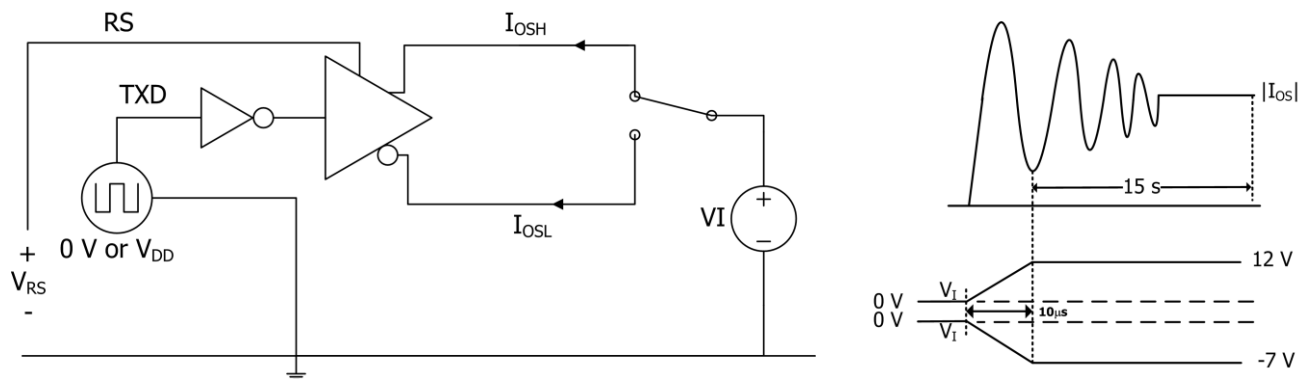 RS
I_OSH
TXD
+
V_RS
-
0 V or V_DD
I_OSL
VI
+
−
|I_OS|
15 s
12 V
V_I
0 V
10μs
0 V
V_I
-7 V